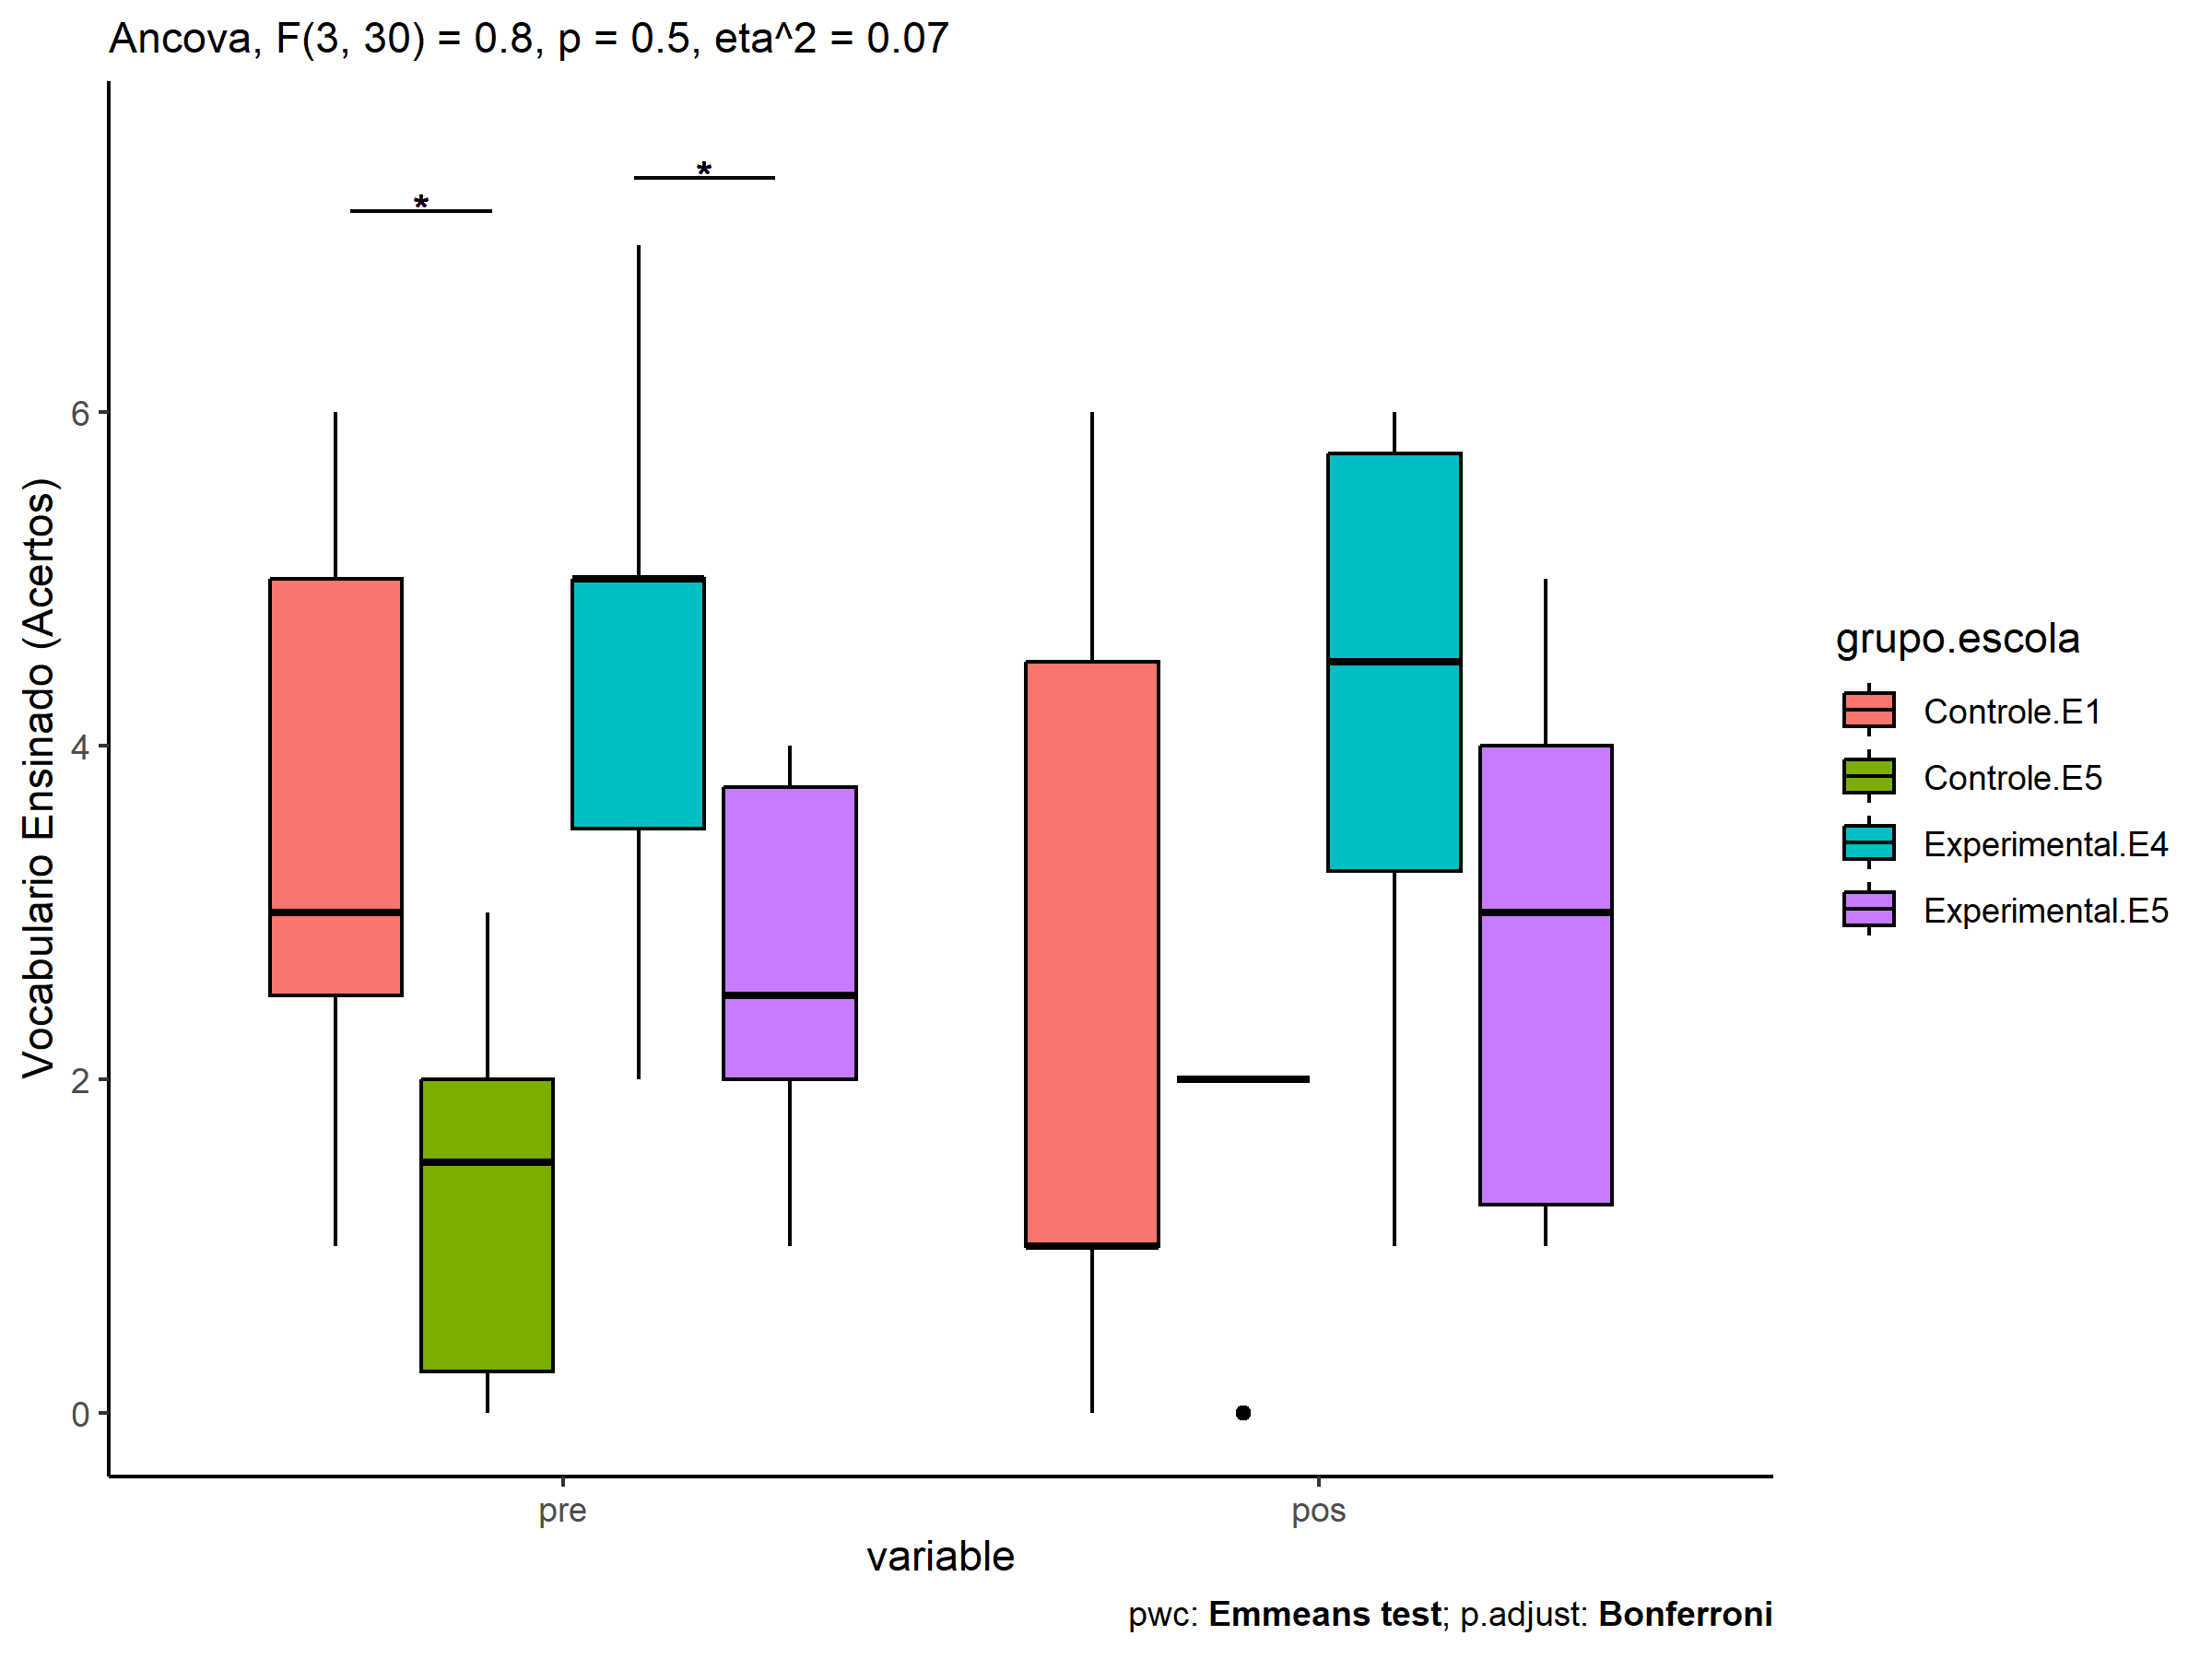 Ancova, F(3, 30) = 0.8, p = 0.5, eta^2 = 0.07
*
*
Vocabulario Ensinado (Acertos)
6
4
2
0
pre
pos
variable
grupo.escola
Controle.E1
Controle.E5
Experimental.E4
Experimental.E5
pwc: Emmeans test; p.adjust: Bonferroni